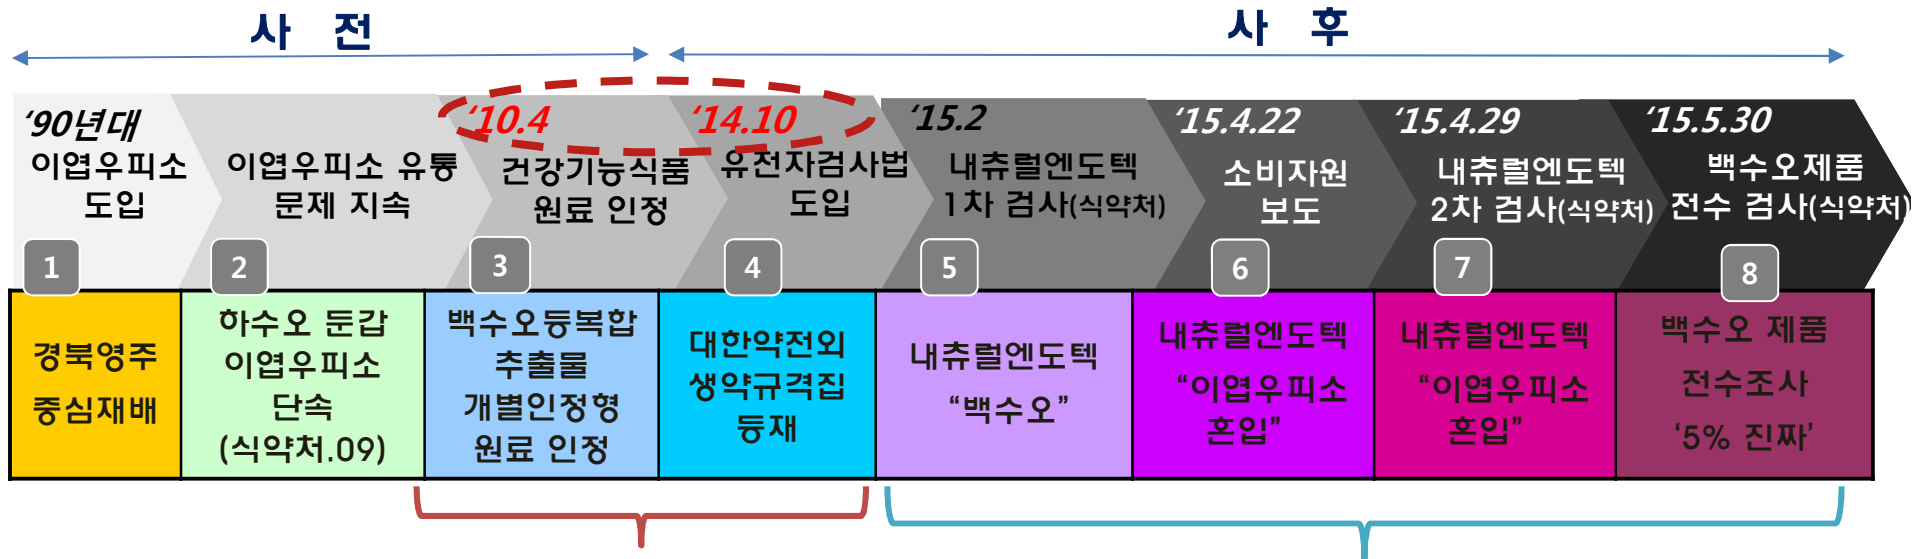 사 전
사 후
‘90년대
이엽우피소
도입
1
이엽우피소 유통
문제 지속
2
‘10.4
건강기능식품
원료 인정
3
‘14.10
유전자검사법
도입
4
‘15.2
내츄럴엔도텍
1차 검사(식약처)
5
‘15.4.22
소비자원
보도
6
‘15.4.29
내츄럴엔도텍
2차 검사(식약처)
7
‘15.5.30
백수오제품
전수 검사(식약처)
8
경북영주
중심재배
하수오 둔갑
이엽우피소
단속
(식약처.09)
백수오등복합
추출물
개별인정형
원료 인정
대한약전외
생약규격집
등재
내츄럴엔도텍
“백수오”
내츄럴엔도텍
“이엽우피소
혼입”
내츄럴엔도텍
“이엽우피소
혼입”
백수오 제품
전수조사
‘5% 진짜’